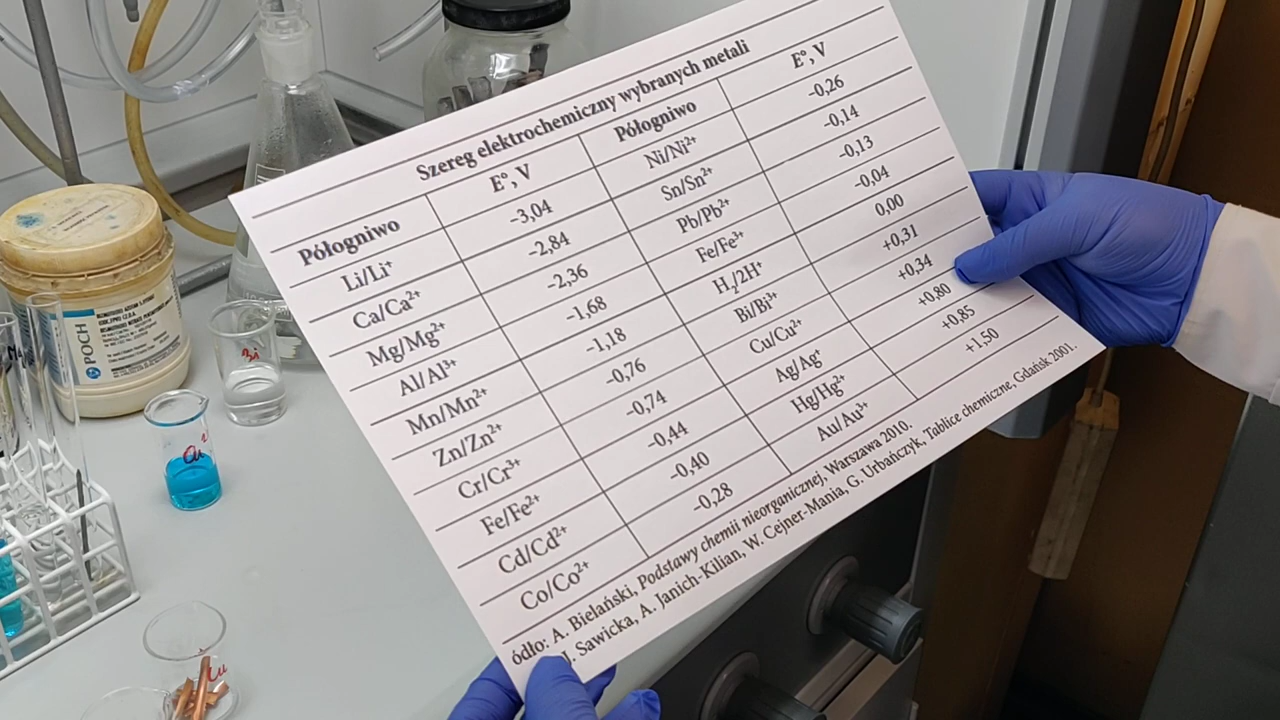 Szereg elektrochemiczny wybranych metali
Półogniwo E°, V Półogniwo E°, V
Li/Li⁺ -3,04 Ni/Ni²⁺ -0,26
Ca/Ca²⁺ -2,84 Sn/Sn²⁺ -0,14
Mg/Mg²⁺ -2,36 Pb/Pb²⁺ -0,13
Al/Al³⁺ -1,68 Fe/Fe³⁺ -0,04
Mn/Mn²⁺ -1,18 H₂/2H⁺ 0,00
Zn/Zn²⁺ -0,76 Bi/Bi³⁺ +0,31
Cr/Cr³⁺ -0,74 Cu/Cu²⁺ +0,34
Fe/Fe²⁺ -0,44 Ag/Ag⁺ +0,80
Cd/Cd²⁺ -0,40 Hg/Hg²⁺ +0,85
Co/Co²⁺ -0,28 Au/Au³⁺ +1,50
ódło: A. Bielański, Podstawy chemii nieorganicznej, Warszawa 2010.
J. Sawicka, A. Janich-Kilian, W. Cejner-Mania, G. Urbańczyk, Tablice chemiczne, Gdańsk 2001.
POCH
Bi
Cu